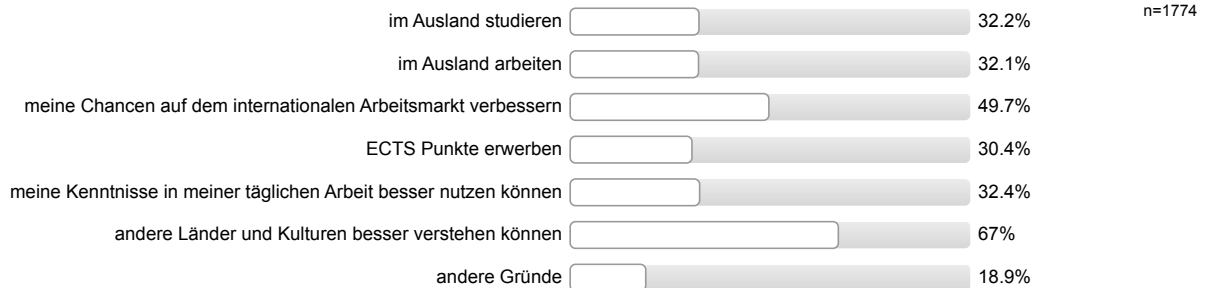 im Ausland studieren 32.2% n=1774
im Ausland arbeiten 32.1%
meine Chancen auf dem internationalen Arbeitsmarkt verbessern 49.7%
ECTS Punkte erwerben 30.4%
meine Kenntnisse in meiner täglichen Arbeit besser nutzen können 32.4%
andere Länder und Kulturen besser verstehen können 67%
andere Gründe 18.9%